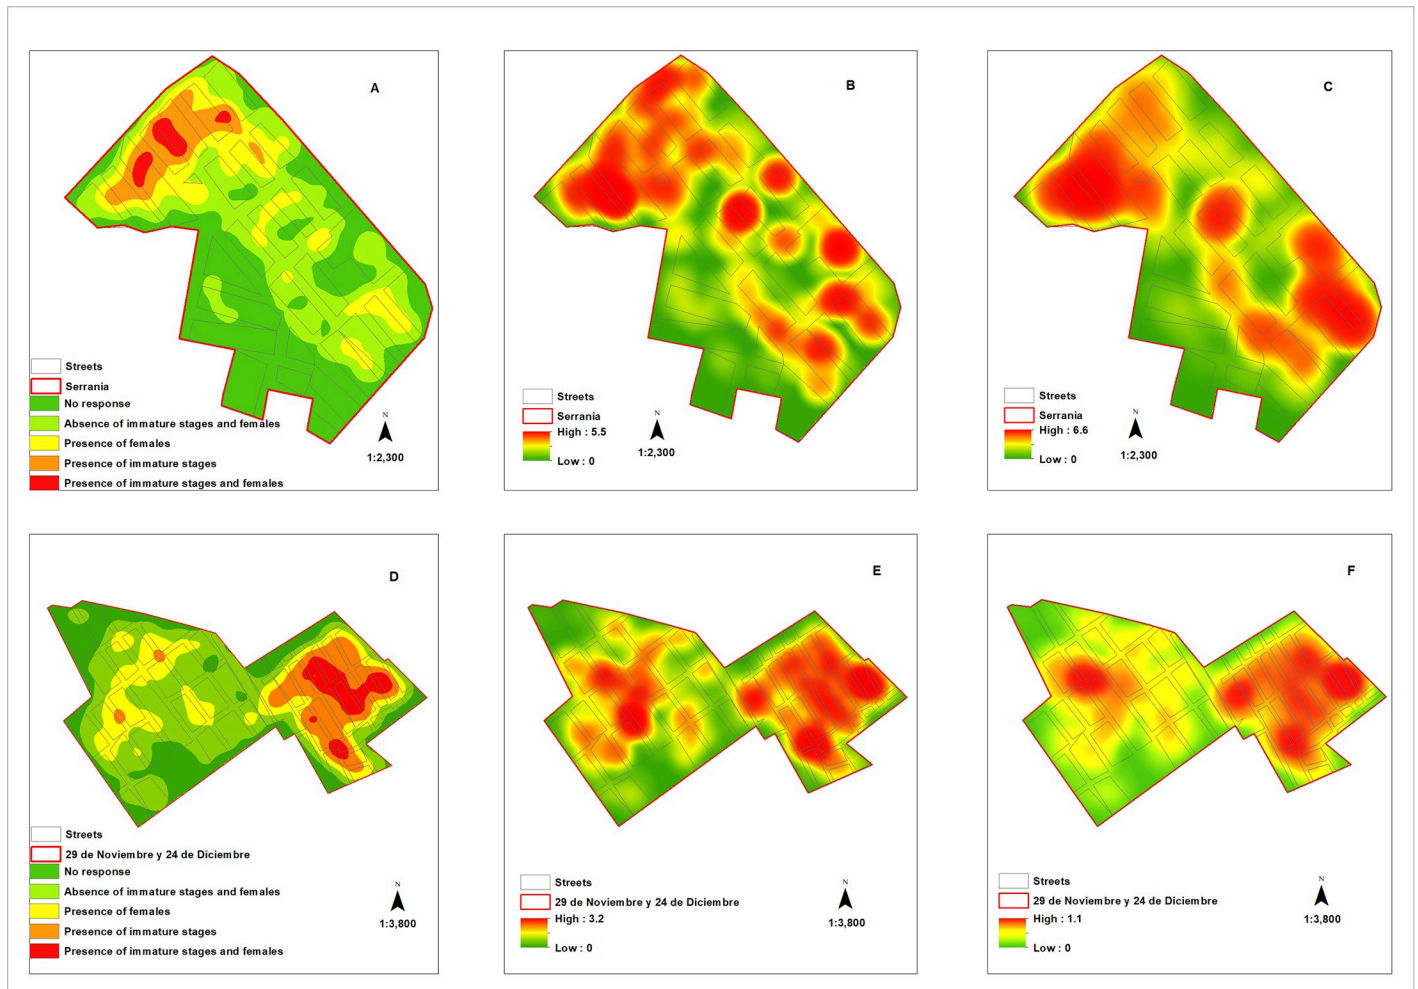 A
Streets
Serrania
No response
Absence of immature stages and females
Presence of females
Presence of immature stages
Presence of immature stages and females
N
1:2,300
B
Streets
Serrania
High : 5.5
Low : 0
N
1:2,300
C
Streets
Serrania
High : 6.6
Low : 0
N
1:2,300
D
Streets
29 de Noviembre y 24 de Diciembre
No response
Absence of immature stages and females
Presence of females
Presence of immature stages
Presence of immature stages and females
N
1:3,800
E
Streets
29 de Noviembre y 24 de Diciembre
High : 3.2
Low : 0
N
1:3,800
F
Streets
29 de Noviembre y 24 de Diciembre
High : 1.1
Low : 0
N
1:3,800